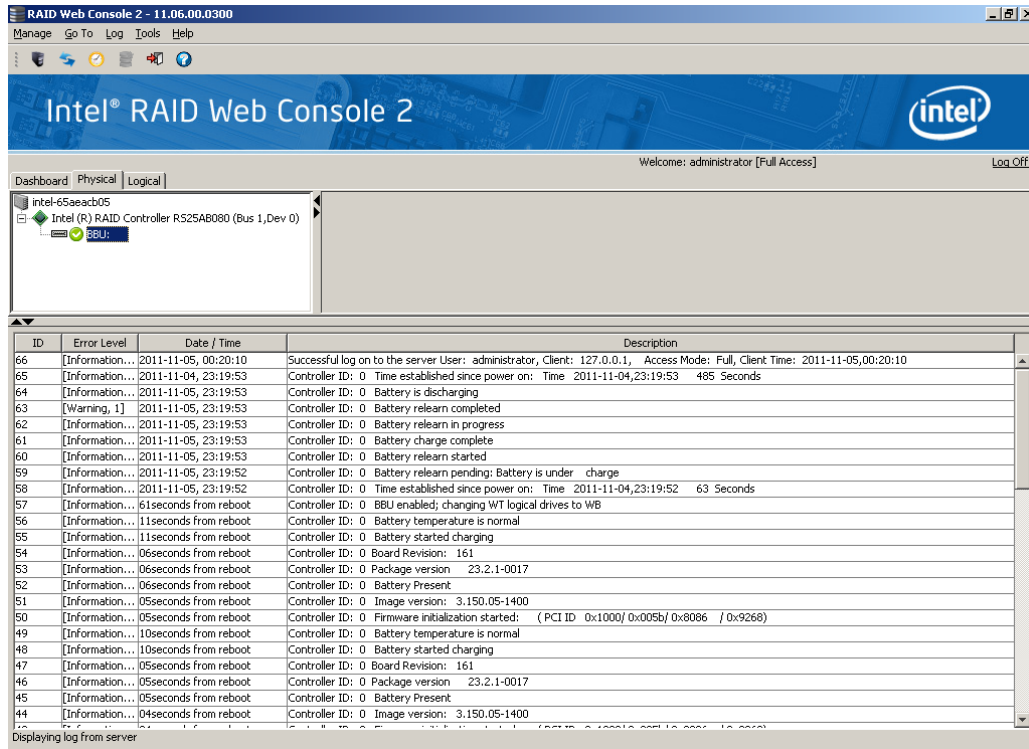 RAID Web Console 2 - 11.06.00.0300
Manage Go To Log Tools Help
Intel® RAID Web Console 2
intel
Welcome: administrator [Full Access] Log Off
Dashboard Physical Logical
intel-65aeacb05
Intel (R) RAID Controller RS25AB080 (Bus 1,Dev 0)
BBU:
ID Error Level Date / Time Description
66 [Information... 2011-11-05, 00:20:10 Successful log on to the server User: administrator, Client: 127.0.0.1, Access Mode: Full, Client Time: 2011-11-05,00:20:10
65 [Information... 2011-11-04, 23:19:53 Controller ID: 0 Time established since power on: Time 2011-11-04,23:19:53 485 Seconds
64 [Information... 2011-11-05, 23:19:53 Controller ID: 0 Battery is discharging
63 [Warning, 1] 2011-11-05, 23:19:53 Controller ID: 0 Battery relearn completed
62 [Information... 2011-11-05, 23:19:53 Controller ID: 0 Battery relearn in progress
61 [Information... 2011-11-05, 23:19:53 Controller ID: 0 Battery charge complete
60 [Information... 2011-11-05, 23:19:53 Controller ID: 0 Battery relearn started
59 [Information... 2011-11-05, 23:19:52 Controller ID: 0 Battery relearn pending: Battery is under charge
58 [Information... 2011-11-05, 23:19:52 Controller ID: 0 Time established since power on: Time 2011-11-04,23:19:52 63 Seconds
57 [Information... 61seconds from reboot Controller ID: 0 BBU enabled; changing WT logical drives to WB
56 [Information... 11seconds from reboot Controller ID: 0 Battery temperature is normal
55 [Information... 11seconds from reboot Controller ID: 0 Battery started charging
54 [Information... 06seconds from reboot Controller ID: 0 Board Revision: 161
53 [Information... 06seconds from reboot Controller ID: 0 Package version 23.2.1-0017
52 [Information... 06seconds from reboot Controller ID: 0 Battery Present
51 [Information... 05seconds from reboot Controller ID: 0 Image version: 3.150.05-1400
50 [Information... 05seconds from reboot Controller ID: 0 Firmware initialization started: ( PCI ID 0x1000/ 0x005b/ 0x8086 / 0x9268)
49 [Information... 10seconds from reboot Controller ID: 0 Battery temperature is normal
48 [Information... 10seconds from reboot Controller ID: 0 Battery started charging
47 [Information... 05seconds from reboot Controller ID: 0 Board Revision: 161
46 [Information... 05seconds from reboot Controller ID: 0 Package version 23.2.1-0017
45 [Information... 05seconds from reboot Controller ID: 0 Battery Present
44 [Information... 04seconds from reboot Controller ID: 0 Image version: 3.150.05-1400
Displaying log from server